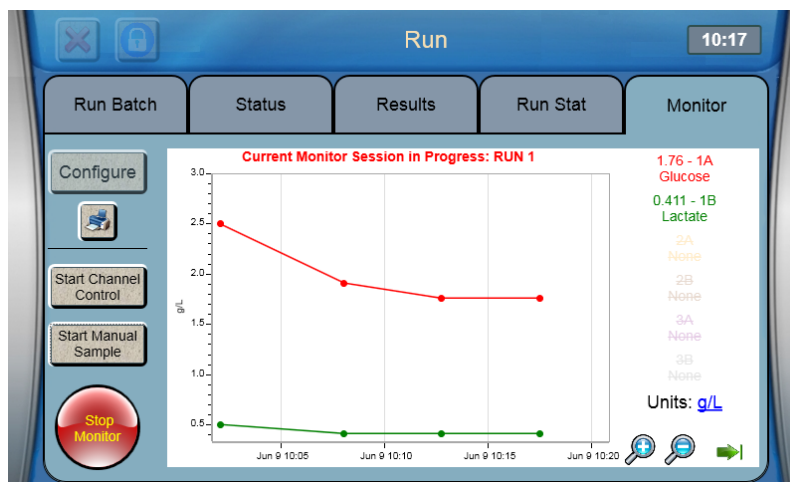 Run
10:17
Run Batch
Status
Results
Run Stat
Monitor
Configure
Start Channel
Control
Start Manual
Sample
Stop
Monitor
Current Monitor Session in Progress: RUN 1
3.0
2.5
2.0
1.5
1.0
0.5
g/L
Jun 9 10:05
Jun 9 10:10
Jun 9 10:15
Jun 9 10:20
1.76 - 1A
Glucose
0.411 - 1B
Lactate
2A
None
2B
None
3A
None
3B
None
Units: g/L